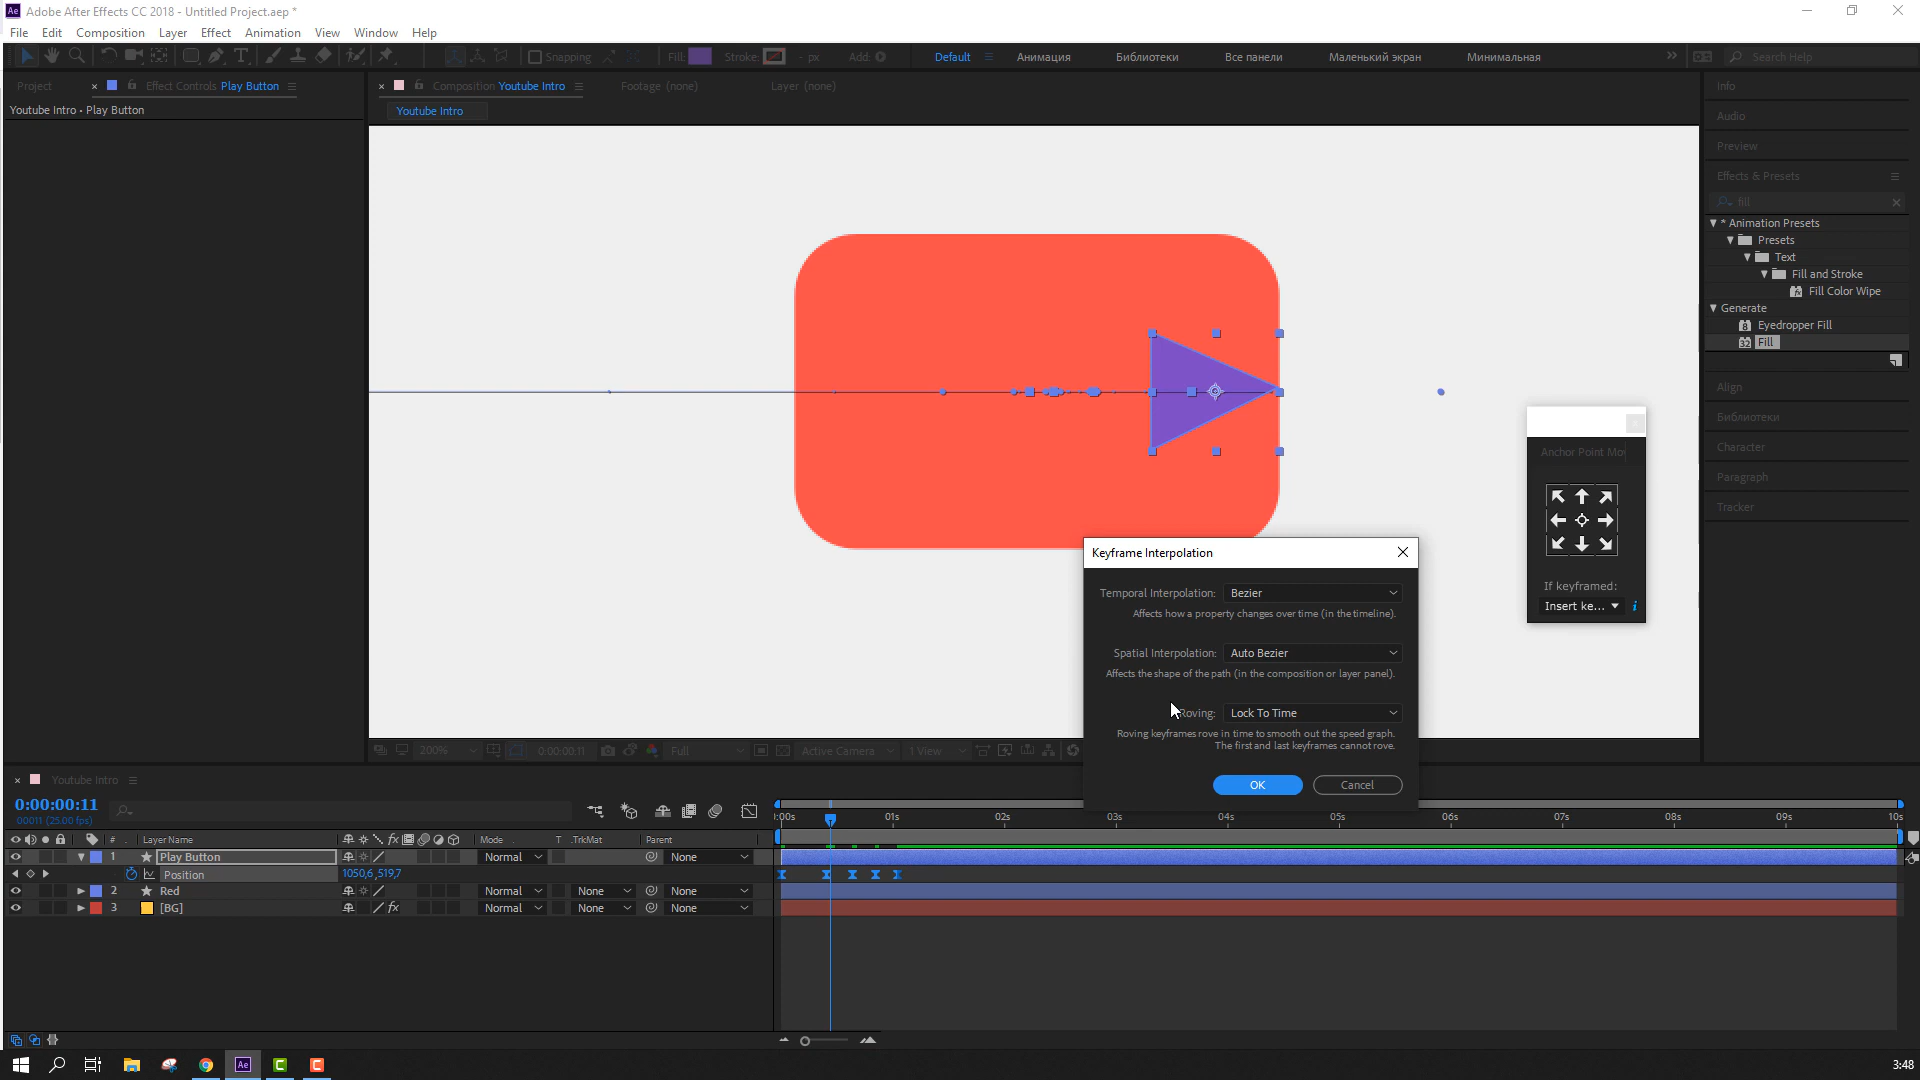 Ae Adobe After Effects CC 2018 - Untitled Project.aep *
File Edit Composition Layer Effect Animation View Window Help
Snapping Fill: Stroke: - px Add: Default Анимация Библиотеки Все панели Маленький экран Минимальная Search Help
Project Effect Controls Play Button Composition Youtube Intro Footage (none) Layer (none) Info
Youtube Intro • Play Button Youtube Intro
Audio
Preview
Effects & Presets
fill
* Animation Presets
Presets
Text
Fill and Stroke
Fill Color Wipe
Generate
Eyedropper Fill
Fill
Align
Библиотеки
Character
Paragraph
Tracker
Anchor Point Mov
If keyframed:
Insert ke...
Keyframe Interpolation
Temporal Interpolation: Bezier
Affects how a property changes over time (in the timeline).
Spatial Interpolation: Auto Bezier
Affects the shape of the path (in the composition or layer panel).
Roving: Lock To Time
Roving keyframes rove in time to smooth out the speed graph.
The first and last keyframes cannot rove.
OK Cancel
200% 0:00:00:11 Full Active Camera 1 View
Youtube Intro
0:00:00:11
00011 (25.00 fps)
:00s 01s 02s 03s 04s 05s 06s 07s 08s 09s 10s
# Layer Name Mode T .TrkMat Parent
1 Play Button Normal None
Position 1050,6 ,519,7
2 Red Normal None None
3 [BG] Normal None None
Ae 3:48